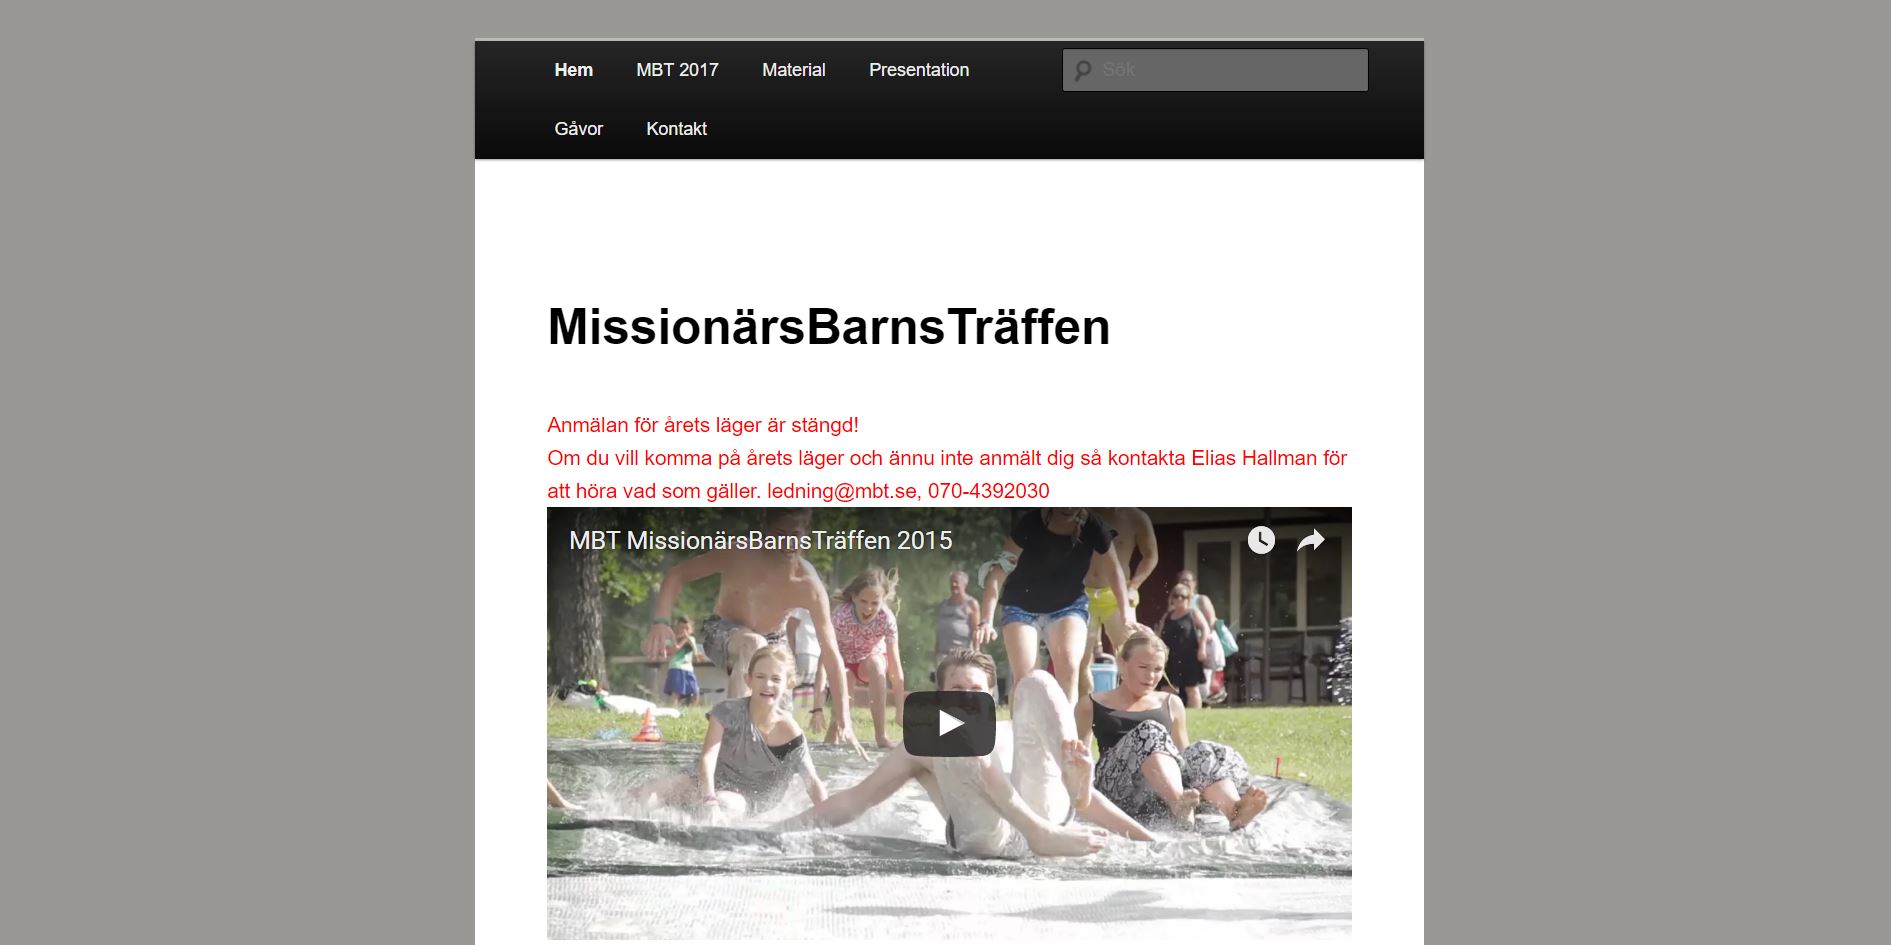 Hem MBT 2017 Material Presentation Sök
Gåvor Kontakt
MissionärsBarnsTräffen
Anmälan för årets läger är stängd!
Om du vill komma på årets läger och ännu inte anmält dig så kontakta Elias Hallman för
att höra vad som gäller. ledning@mbt.se, 070-4392030
MBT MissionärsBarnsTräffen 2015